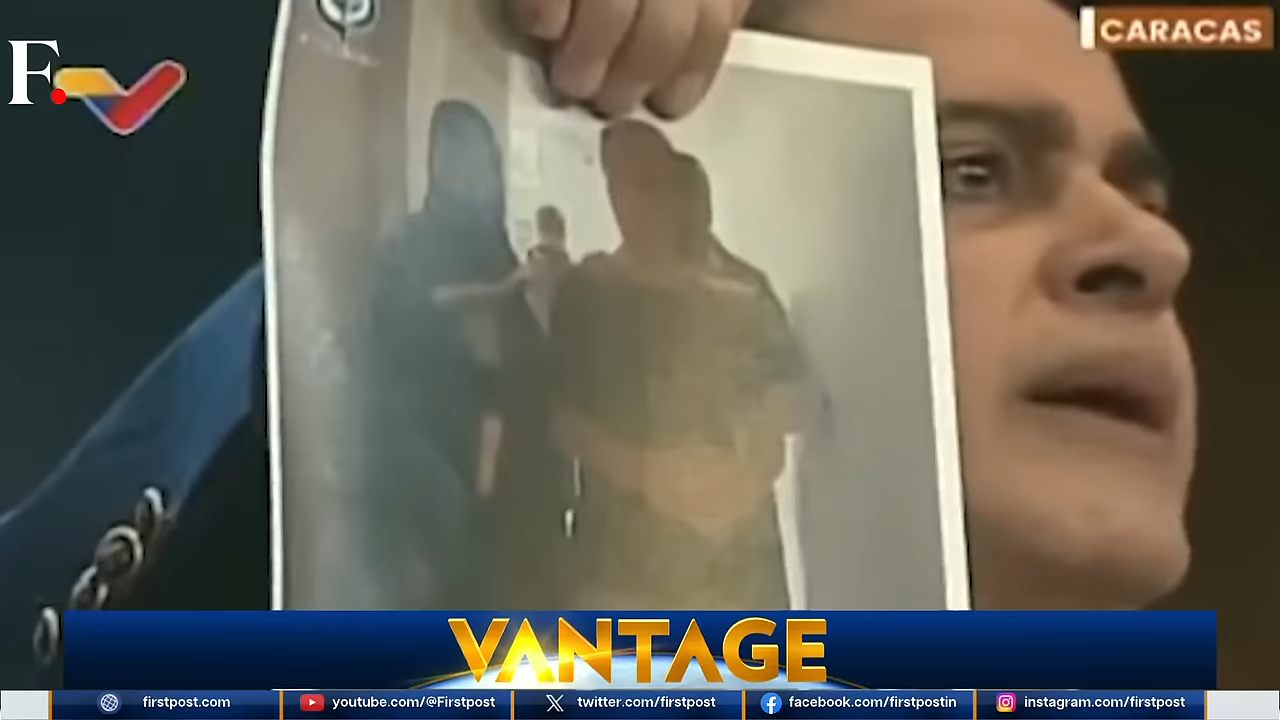 CARACAS
F.
VANTAGE
firstpost.com
youtube.com/@Firstpost
twitter.com/firstpost
facebook.com/firstpostin
instagram.com/firstpost